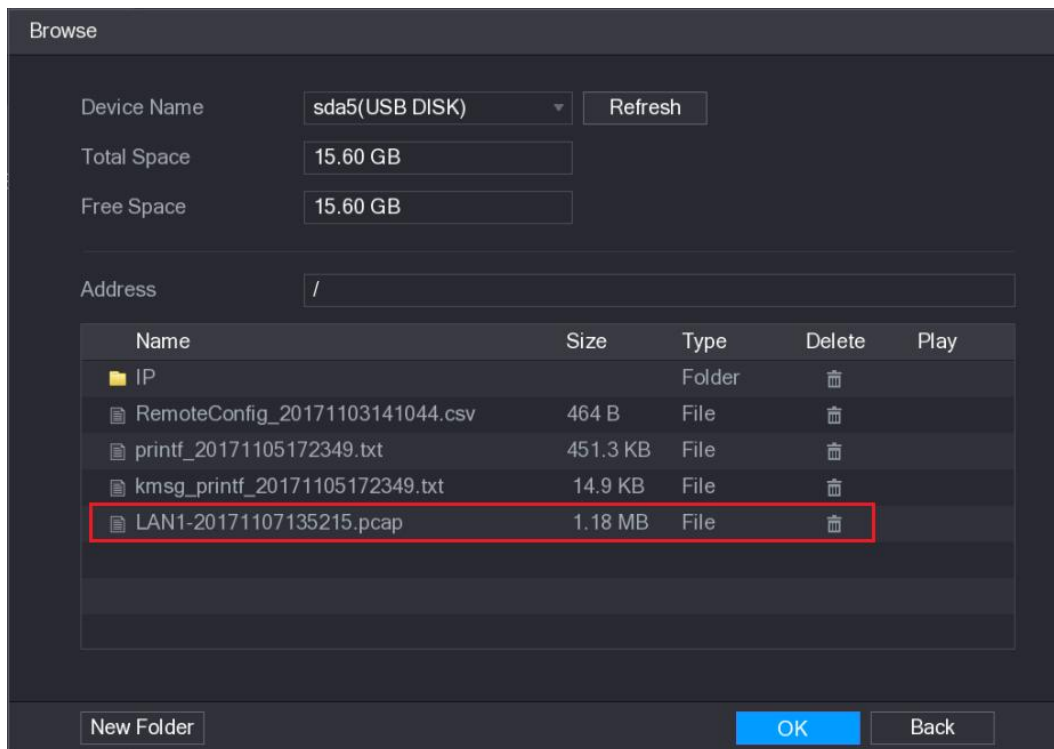 Browse
Device Name sda5(USB DISK) Refresh
Total Space 15.60 GB
Free Space 15.60 GB
Address /
Name Size Type Delete Play
IP Folder
RemoteConfig_20171103141044.csv 464 B File
printf_20171105172349.txt 451.3 KB File
kmsg_printf_20171105172349.txt 14.9 KB File
LAN1-20171107135215.pcap 1.18 MB File
New Folder OK Back